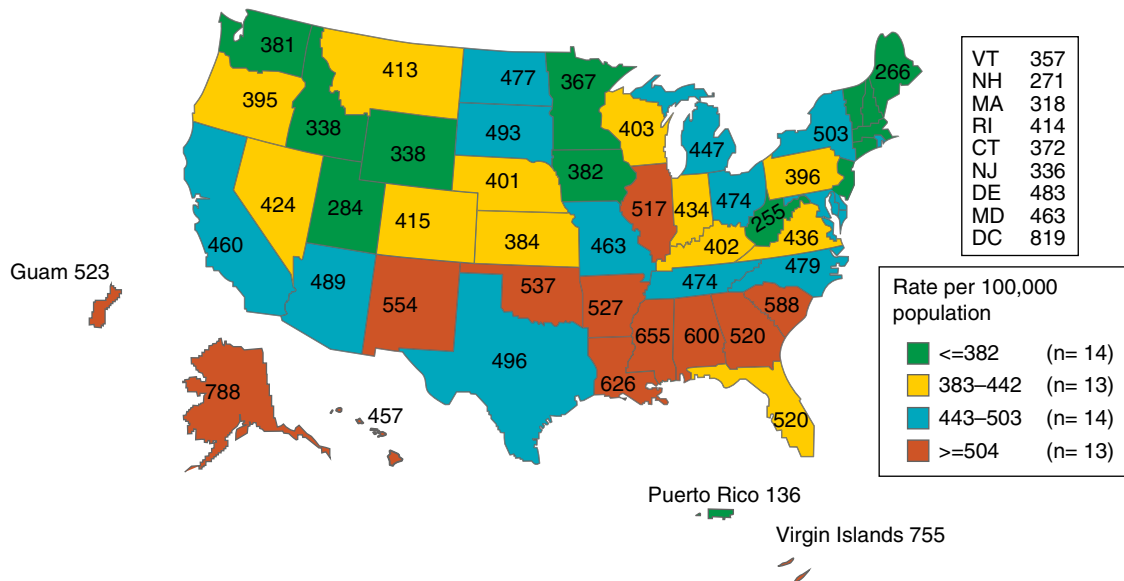 381
413
477
367
266
395
338
338
493
403
447
503
401
382
396
424
284
415
384
517
434
474
255
436
460
463
402
489
554
537
527
474
479
588
655
600
520
496
626
520
788
457
Guam 523
Puerto Rico 136
Virgin Islands 755
VT 357
NH 271
MA 318
RI 414
CT 372
NJ 336
DE 483
MD 463
DC 819
Rate per 100,000
population
<=382 (n= 14)
383–442 (n= 13)
443–503 (n= 14)
>=504 (n= 13)